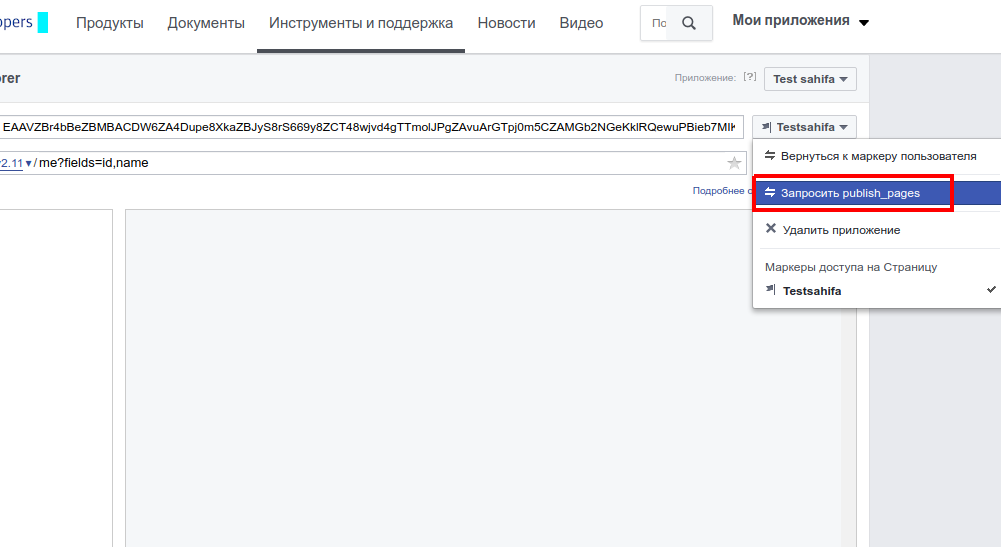 opers
Продукты
Документы
Инструменты и поддержка
Новости
Видео
По
Мои приложения
orer
Приложение: [?]
Test sahifa
EAAVZBr4bBeZBMBACDW6ZA4Dupe8XkaZBJyS8rS669y8ZCT48wjvd4gTTmolJPgZAvuArGTpj0m5CZAMGb2NGeKklRQewuPBieb7MIK
Testsahifa
2.11 / me?fields=id,name
Подробнее о
Вернуться к маркеру пользователя
Запросить publish_pages
Удалить приложение
Маркеры доступа на Страницу
Testsahifa